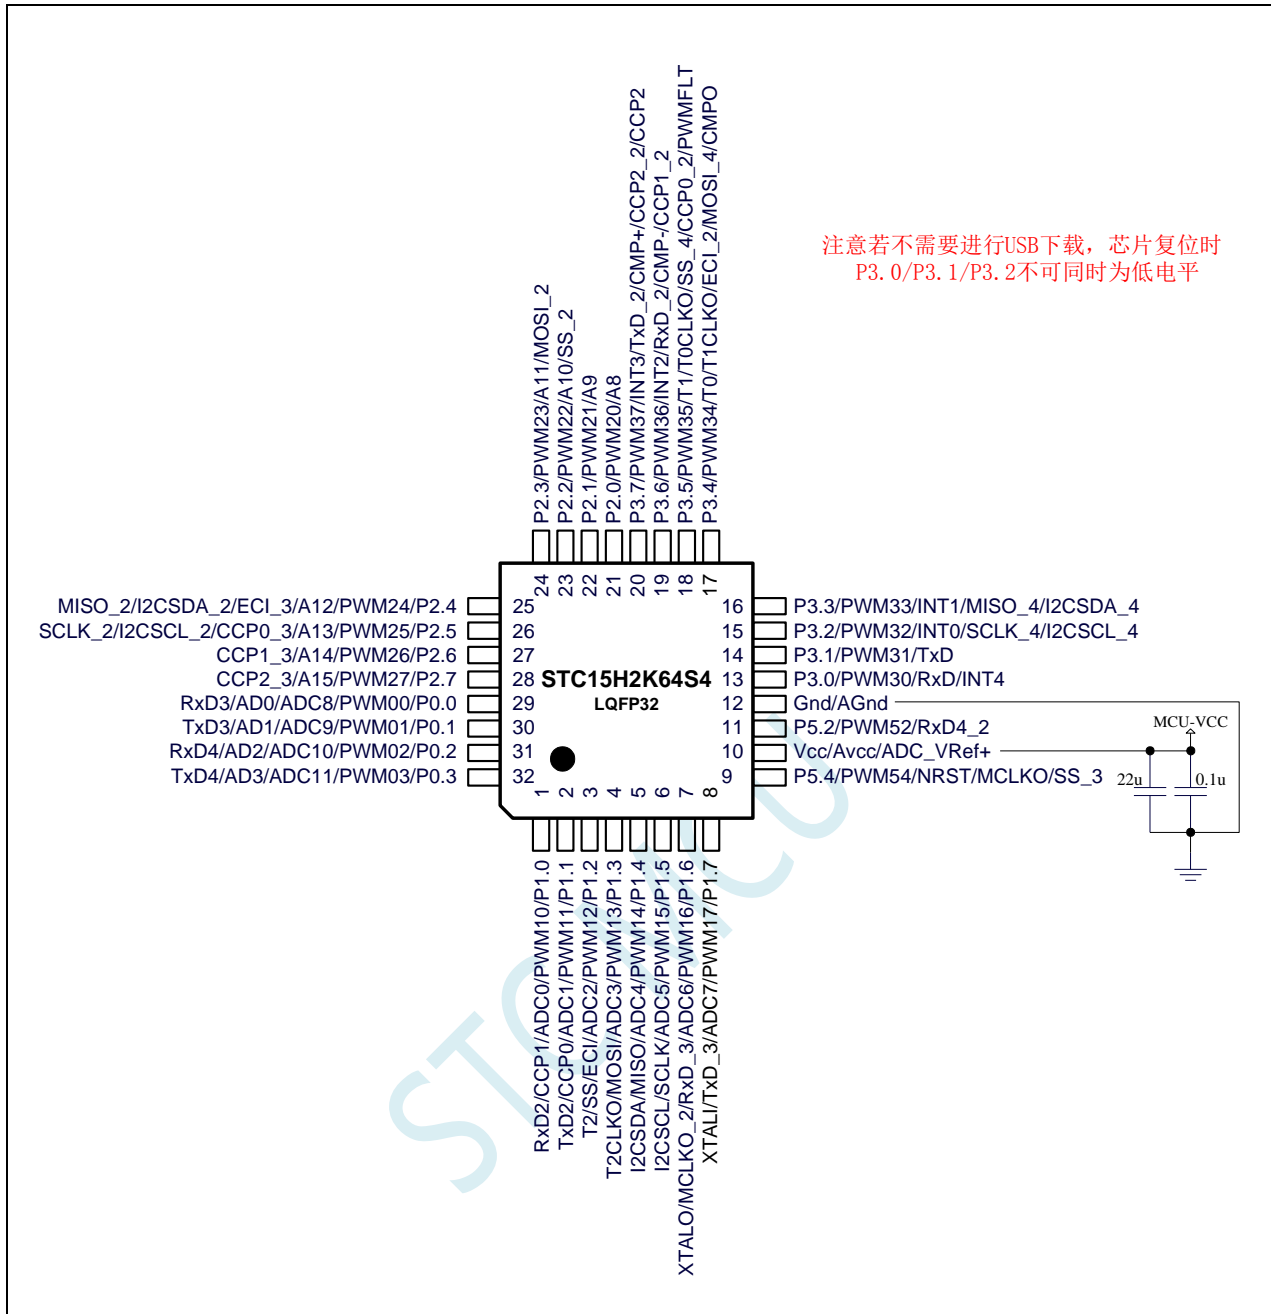 注意若不需要进行USB下载，芯片复位时
P3.0/P3.1/P3.2不可同时为低电平
P2.3/PWM23/A11/MOSI_2
P2.2/PWM22/A10/SS_2
P2.1/PWM21/A9
P2.0/PWM20/A8
P3.7/PWM37/INT3/TxD_2/CMP+/CCP2_2/CCP2
P3.6/PWM36/INT2/RxD_2/CMP-/CCP1_2
P3.5/PWM35/T1/T0CLKO/SS_4/CCP0_2/PWMFLT
P3.4/PWM34/T0/T1CLKO/ECI_2/MOSI_4/CMPO
24 23 22 21 20 19 18 17
MISO_2/I2CSDA_2/ECI_3/A12/PWM24/P2.4 25
SCLK_2/I2CSCL_2/CCP0_3/A13/PWM25/P2.5 26
CCP1_3/A14/PWM26/P2.6 27
CCP2_3/A15/PWM27/P2.7 28
RxD3/AD0/ADC8/PWM00/P0.0 29
TxD3/AD1/ADC9/PWM01/P0.1 30
RxD4/AD2/ADC10/PWM02/P0.2 31
TxD4/AD3/ADC11/PWM03/P0.3 32
STC15H2K64S4
LQFP32
16 P3.3/PWM33/INT1/MISO_4/I2CSDA_4
15 P3.2/PWM32/INT0/SCLK_4/I2CSCL_4
14 P3.1/PWM31/TxD
13 P3.0/PWM30/RxD/INT4
12 Gnd/AGnd
11 P5.2/PWM52/RxD4_2
10 Vcc/Avcc/ADC_VRef+
9 P5.4/PWM54/NRST/MCLKO/SS_3
MCU-VCC
22u
0.1u
1 2 3 4 5 6 7 8
RxD2/CCP1/ADC0/PWM10/P1.0
TxD2/CCP0/ADC1/PWM11/P1.1
T2/SS/ECI/ADC2/PWM12/P1.2
T2CLKO/MOSI/ADC3/PWM13/P1.3
I2CSDA/MISO/ADC4/PWM14/P1.4
I2CSCL/SCLK/ADC5/PWM15/P1.5
XTALO/MCLKO_2/RxD_3/ADC6/PWM16/P1.6
XTALI/TxD_3/ADC7/PWM17/P1.7
STCMCU